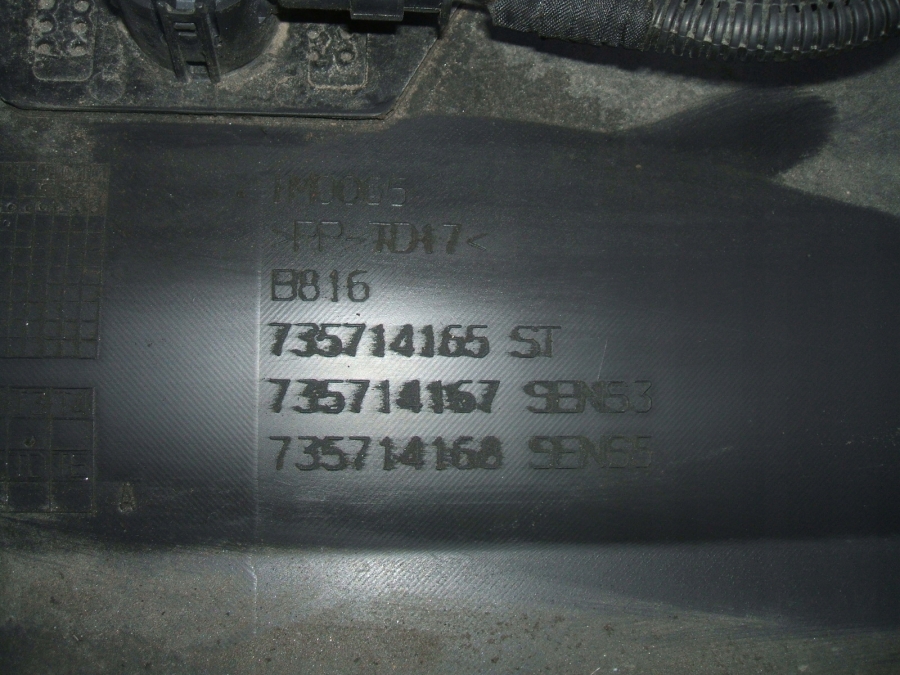 >PP-TD17<
B816
735714165 ST
735714167 SENS3
735714168 SENS5